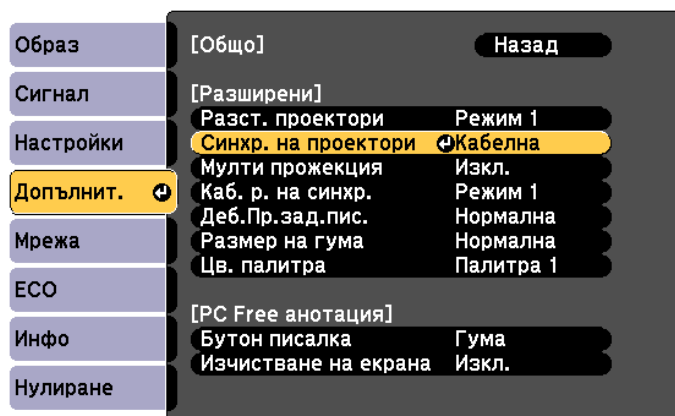 Образ
Сигнал
Настройки
Допълнит.
Мрежа
ECO
Инфо
Нулиране
[Общо] Назад
[Разширени]
Разст. проектори Режим 1
Синхр. на проектори Кабелна
Мулти прожекция Изкл.
Каб. р. на синхр. Режим 1
Деб.Пр.зад.пис. Нормална
Размер на гума Нормална
Цв. палитра Палитра 1
[PC Free анотация]
Бутон писалка Гума
Изчистване на екрана Изкл.